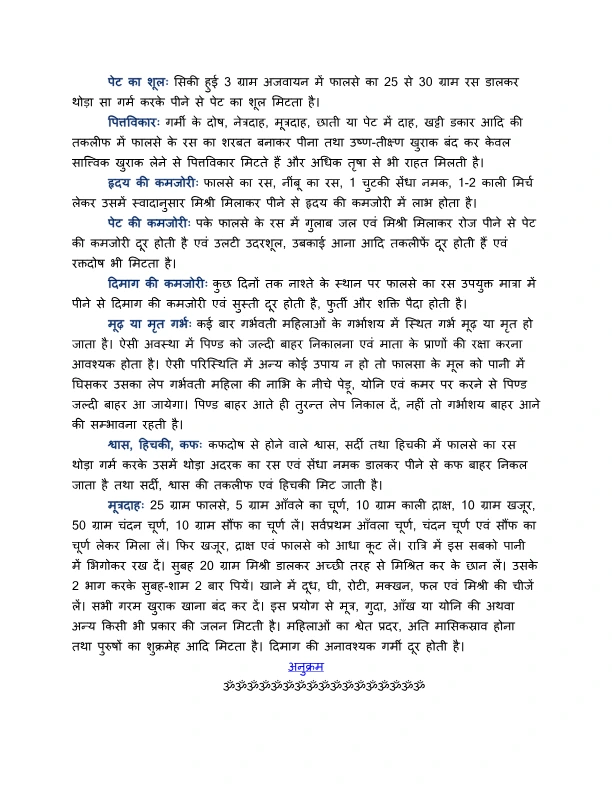 पेट का शूलः सिकी हुई 3 ग्राम अजवायन में फालसे का 25 से 30 ग्राम रस डालकर
थोड़ा सा गर्म करके पीने से पेट का शूल मिटता है।
पित्तविकारः गर्मी के दोष, नेत्रदाह, मूत्रदाह, छाती या पेट में दाह, खट्टी डकार आदि की
तकलीफ में फालसे के रस का शरबत बनाकर पीना तथा उष्ण-तीक्ष्ण खुराक बंद कर केवल
सात्त्विक खुराक लेने से पित्तविकार मिटते हैं और अधिक तृषा से भी राहत मिलती है।
हृदय की कमजोरीः फालसे का रस, नींबू का रस, 1 चुटकी सेंधा नमक, 1-2 काली मिर्च
लेकर उसमें स्वादानुसार मिश्री मिलाकर पीने से हृदय की कमजोरी में लाभ होता है।
पेट की कमजोरीः पके फालसे के रस में गुलाब जल एवं मिश्री मिलाकर रोज पीने से पेट
की कमजोरी दूर होती है एवं उलटी उदरशूल, उबकाई आना आदि तकलीफें दूर होती हैं एवं
रक्तदोष भी मिटता है।
दिमाग की कमजोरीः कुछ दिनों तक नाश्ते के स्थान पर फालसे का रस उपयुक्त मात्रा में
पीने से दिमाग की कमजोरी एवं सुस्ती दूर होती है, फुर्ती और शक्ति पैदा होती है।
मूढ़ या मृत गर्भः कई बार गर्भवती महिलाओं के गर्भाशय में स्थित गर्भ मूढ़ या मृत हो
जाता है। ऐसी अवस्था में पिण्ड को जल्दी बाहर निकालना एवं माता के प्राणों की रक्षा करना
आवश्यक होता है। ऐसी परिस्थिति में अन्य कोई उपाय न हो तो फालसा के मूल को पानी में
घिसकर उसका लेप गर्भवती महिला की नाभि के नीचे पेड़ू, योनि एवं कमर पर करने से पिण्ड
जल्दी बाहर आ जायेगा। पिण्ड बाहर आते ही तुरन्त लेप निकाल दें, नहीं तो गर्भाशय बाहर आने
की सम्भावना रहती है।
श्वास, हिचकी, कफः कफदोष से होने वाले श्वास, सर्दी तथा हिचकी में फालसे का रस
थोड़ा गर्म करके उसमें थोड़ा अदरक का रस एवं सेंधा नमक डालकर पीने से कफ बाहर निकल
जाता है तथा सर्दी, श्वास की तकलीफ एवं हिचकी मिट जाती है।
मूत्रदाहः 25 ग्राम फालसे, 5 ग्राम आँवले का चूर्ण, 10 ग्राम काली द्राक्ष, 10 ग्राम खजूर,
50 ग्राम चंदन चूर्ण, 10 ग्राम सौंफ का चूर्ण लें। सर्वप्रथम आँवला चूर्ण, चंदन चूर्ण एवं सौंफ का
चूर्ण लेकर मिला लें। फिर खजूर, द्राक्ष एवं फालसे को आधा कूट लें। रात्रि में इस सबको पानी
में भिगोकर रख दें। सुबह 20 ग्राम मिश्री डालकर अच्छी तरह से मिश्रित कर के छान लें। उसके
2 भाग करके सुबह-शाम 2 बार पियें। खाने में दूध, घी, रोटी, मक्खन, फल एवं मिश्री की चीजें
लें। सभी गरम खुराक खाना बंद कर दें। इस प्रयोग से मूत्र, गुदा, आँख या योनि की अथवा
अन्य किसी भी प्रकार की जलन मिटती है। महिलाओं का श्वेत प्रदर, अति मासिकस्राव होना
तथा पुरुषों का शुक्रमेह आदि मिटता है। दिमाग की अनावश्यक गर्मी दूर होती है।
अनुक्रम
ॐॐॐॐॐॐॐॐॐॐॐॐॐॐॐॐॐ